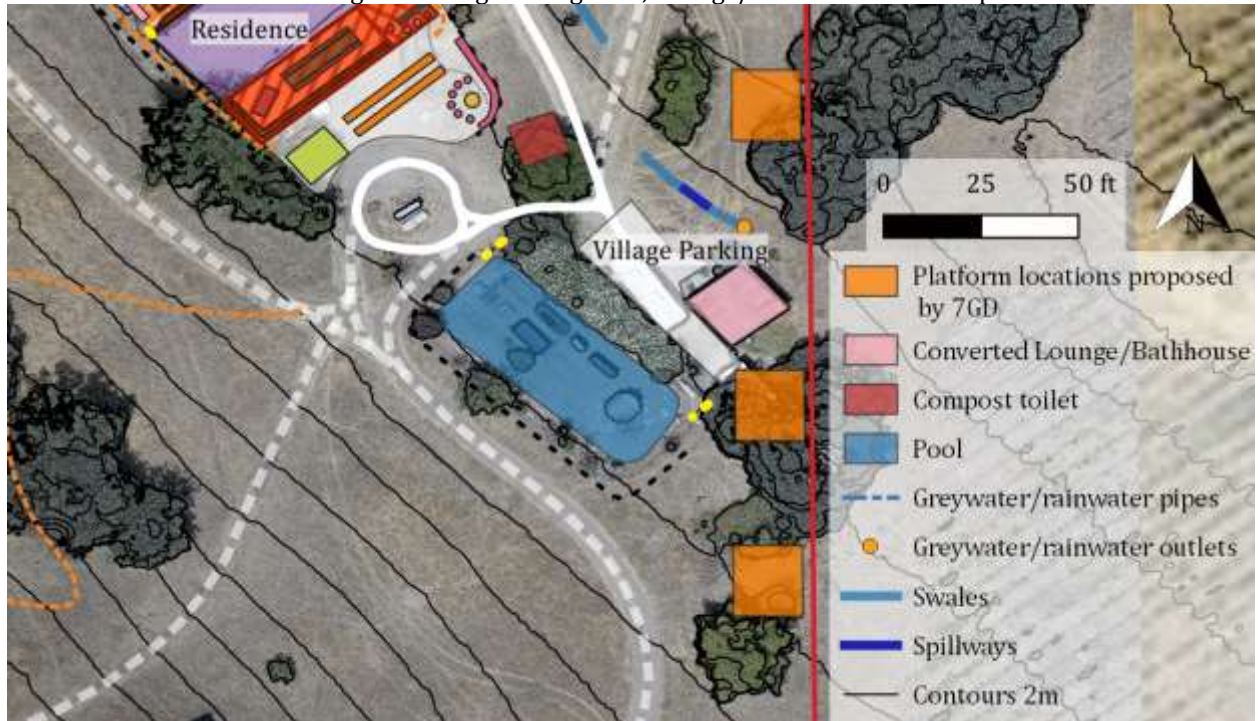 Residence
Village Parking
0 25 50 ft
N
Platform locations proposed
by 7GD
Converted Lounge/Bathhouse
Compost toilet
Pool
Greywater/rainwater pipes
Greywater/rainwater outlets
Swales
Spillways
Contours 2m